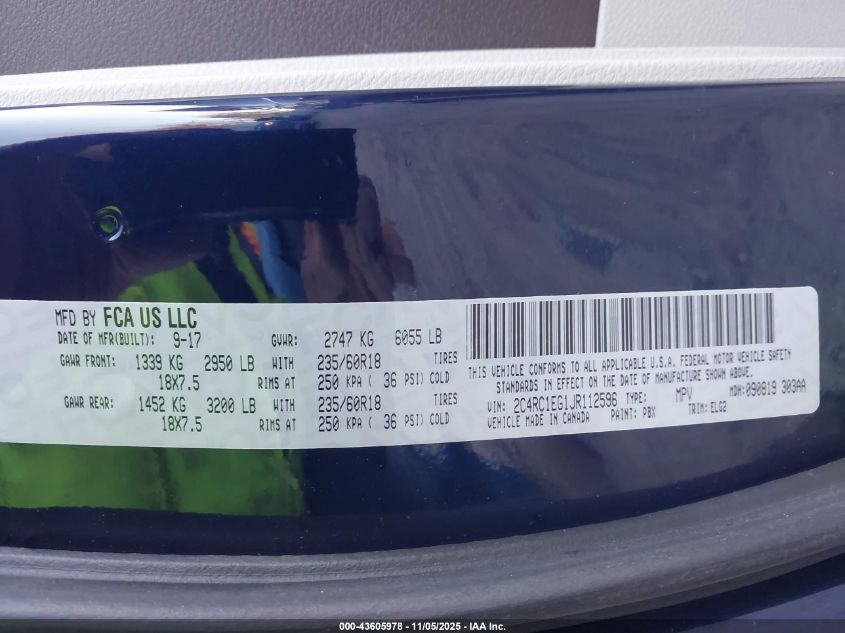 MFD BY FCA US LLC
DATE OF MFR(BUILT): 9-17 GVWR: 2747 KG 6055 LB
GAWR FRONT: 1339 KG 2950 LB WITH 235/60R18 TIRES
18X7.5 RIMS AT 250 KPA ( 36 PSI) COLD
GAWR REAR: 1452 KG 3200 LB WITH 235/60R18 TIRES
18X7.5 RIMS AT 250 KPA ( 36 PSI) COLD
THIS VEHICLE CONFORMS TO ALL APPLICABLE U.S.A. FEDERAL MOTOR VEHICLE SAFETY
STANDARDS IN EFFECT ON THE DATE OF MANUFACTURE SHOWN ABOVE.
VIN: 2C4RC1EG1JR112596 TYPE: MPV MDH:090819 303AA
VEHICLE MADE IN CANADA PAINT: PBX TRIM:ELG2
000-43605978 - 11/05/2025 - IAA Inc.